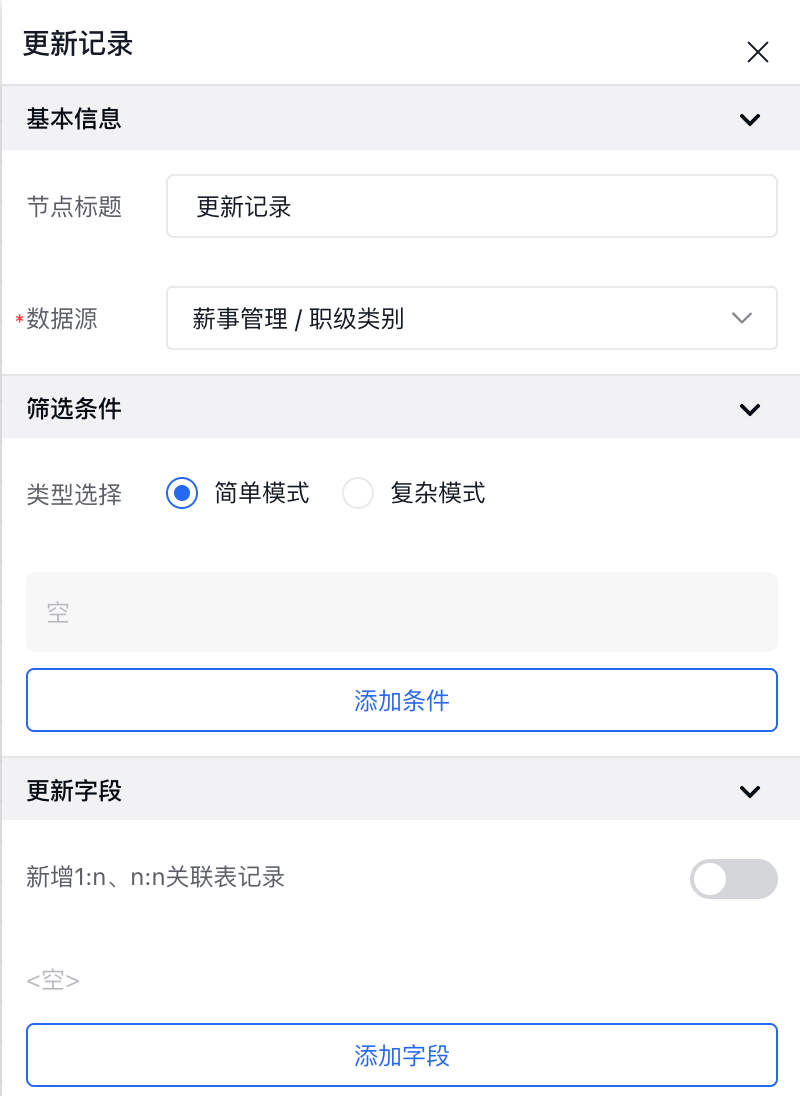 更新记录
基本信息
节点标题 更新记录
*数据源 薪事管理 / 职级类别
筛选条件
类型选择 简单模式 复杂模式
空
添加条件
更新字段
新增1:n、n:n关联表记录
<空>
添加字段